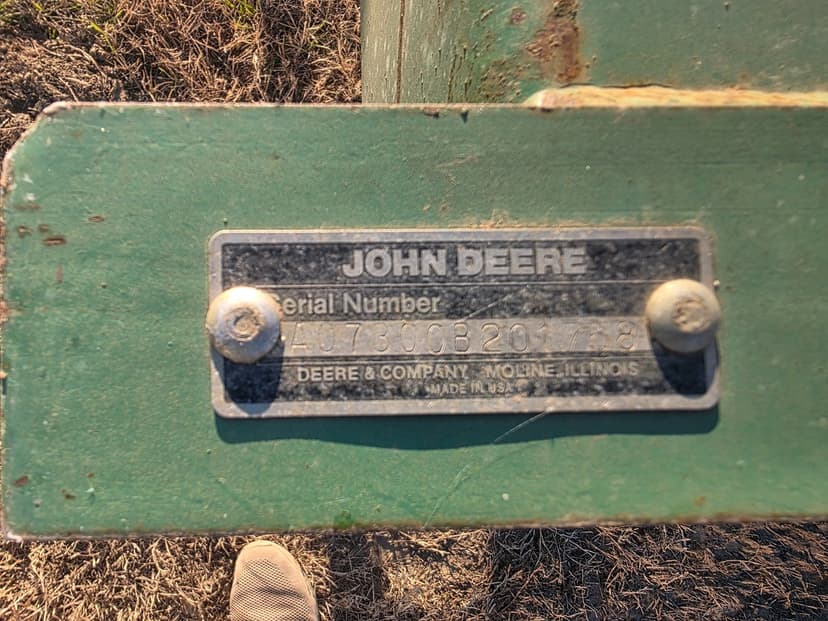 JOHN DEERE
Serial Number
DEERE & COMPANY MOLINE, ILLINOIS
MADE IN USA